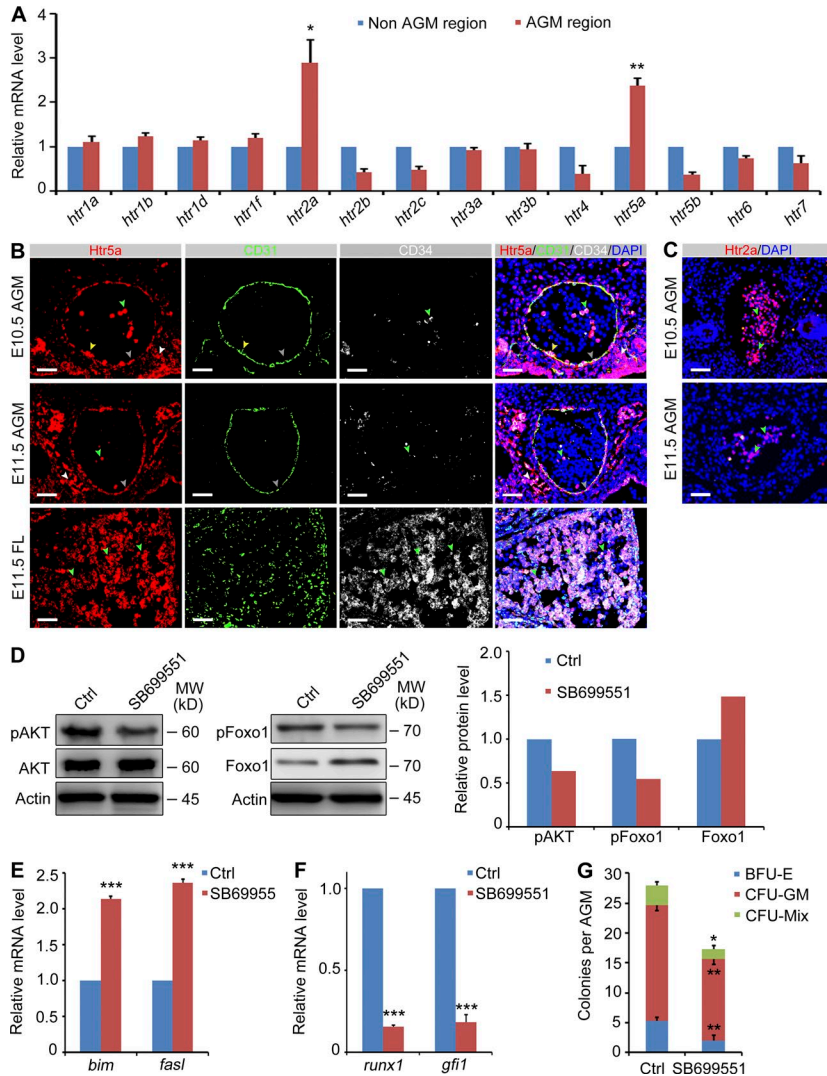 A
Relative mRNA level
4
3
2
1
0
Non AGM region
AGM region
*
**
htr1a
htr1b
htr1d
htr1f
htr2a
htr2b
htr2c
htr3a
htr3b
htr4
htr5a
htr5b
htr6
htr7
B
Htr5a
CD31
CD34
Htr5a/CD31/CD34/DAPI
E10.5 AGM
E11.5 AGM
E11.5 FL
C
Htr2a/DAPI
E10.5 AGM
E11.5 AGM
D
Ctrl
SB699551
MW
(kD)
pAKT
60
AKT
60
Actin
45
Ctrl
SB699551
MW
(kD)
pFoxo1
70
Foxo1
70
Actin
45
Relative protein level
2.0
1.5
1.0
0.5
0
Ctrl
SB699551
pAKT
pFoxo1
Foxo1
E
Relative mRNA level
2.5
2.0
1.5
1.0
0.5
0
Ctrl
SB69955
***
***
bim
fasl
F
Relative mRNA level
1.0
0.5
0.0
Ctrl
SB699551
***
***
runx1
gfi1
G
Colonies per AGM
30
25
20
15
10
5
0
BFU-E
CFU-GM
CFU-Mix
*
**
**
Ctrl
SB699551